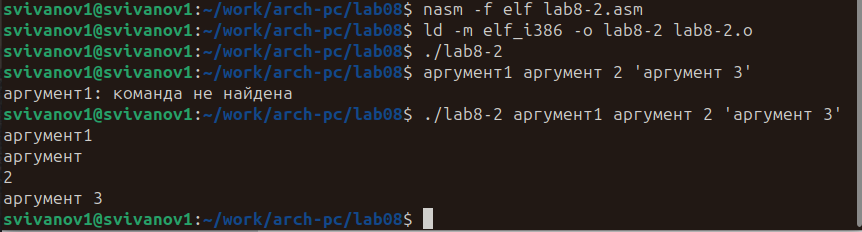 svivanov1@svivanov1:~/work/arch-pc/lab08$ nasm -f elf lab8-2.asm
svivanov1@svivanov1:~/work/arch-pc/lab08$ ld -m elf_i386 -o lab8-2 lab8-2.o
svivanov1@svivanov1:~/work/arch-pc/lab08$ ./lab8-2
svivanov1@svivanov1:~/work/arch-pc/lab08$ аргумент1 аргумент 2 'аргумент 3'
аргумент1: команда не найдена
svivanov1@svivanov1:~/work/arch-pc/lab08$ ./lab8-2 аргумент1 аргумент 2 'аргумент 3'
аргумент1
аргумент
2
аргумент 3
svivanov1@svivanov1:~/work/arch-pc/lab08$